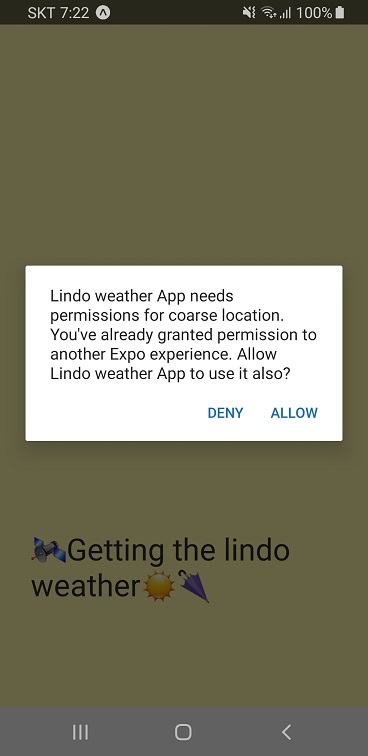 SKT 7:22 100%
Lindo weather App needs
permissions for coarse location.
You've already granted permission to
another Expo experience. Allow
Lindo weather App to use it also?
DENY ALLOW
🛰Getting the lindo
weather☀️🌂